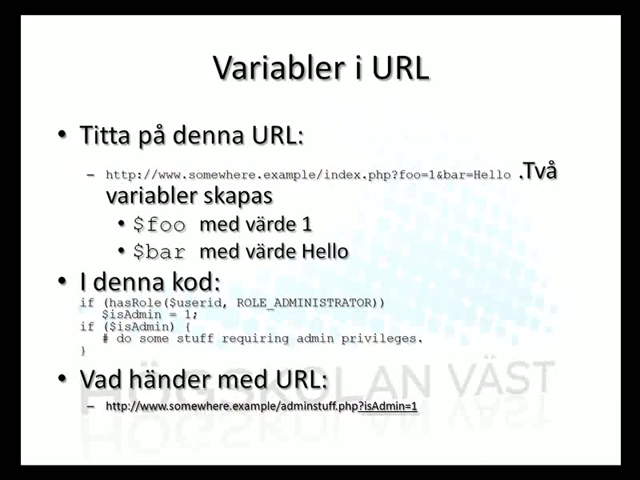 Variabler i URL
• Titta på denna URL:
– http://www.somewhere.example/index.php?foo=1&bar=Hello .Två
variabler skapas
• $foo med värde 1
• $bar med värde Hello
• I denna kod:
if (hasRole($userid, ROLE_ADMINISTRATOR))
$isAdmin = 1;
if ($isAdmin) {
# do some stuff requiring admin privileges.
}
• Vad händer med URL:
– http://www.somewhere.example/adminstuff.php?isAdmin=1
HÖGSKOLAN VÄST